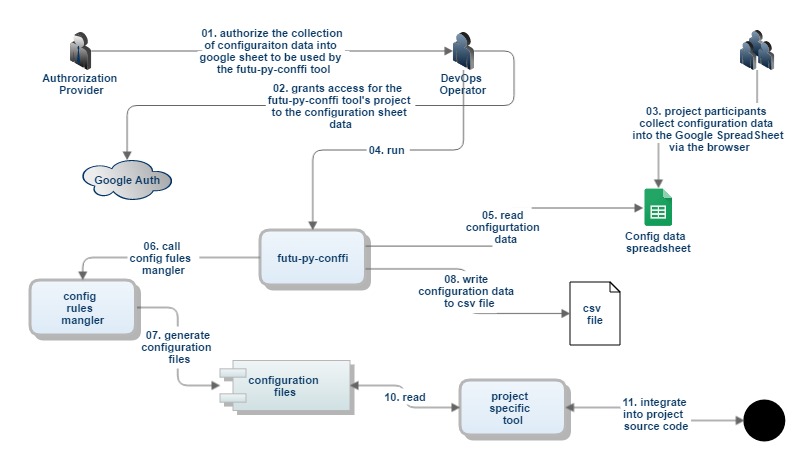 01. authorize the collection
of configuraiton data into
google sheet to be used by
the futu-py-conffi tool
Authrorization
Provider
DevOps
Operator
02. grants access for the
futu-py-conffi tool's project
to the configuration sheet
data
03. project participants
collect configuration data
into the Google SpreadSheet
via the browser
04. run
Google Auth
05. read
configurtation
data
Config data
spreadsheet
06. call
config fules
mangler
futu-py-conffi
08. write
configuration data
to csv file
config
rules
mangler
csv
file
07. generate
configuration
files
configuration
files
10. read
project
specific
tool
11. integrate
into project
source code